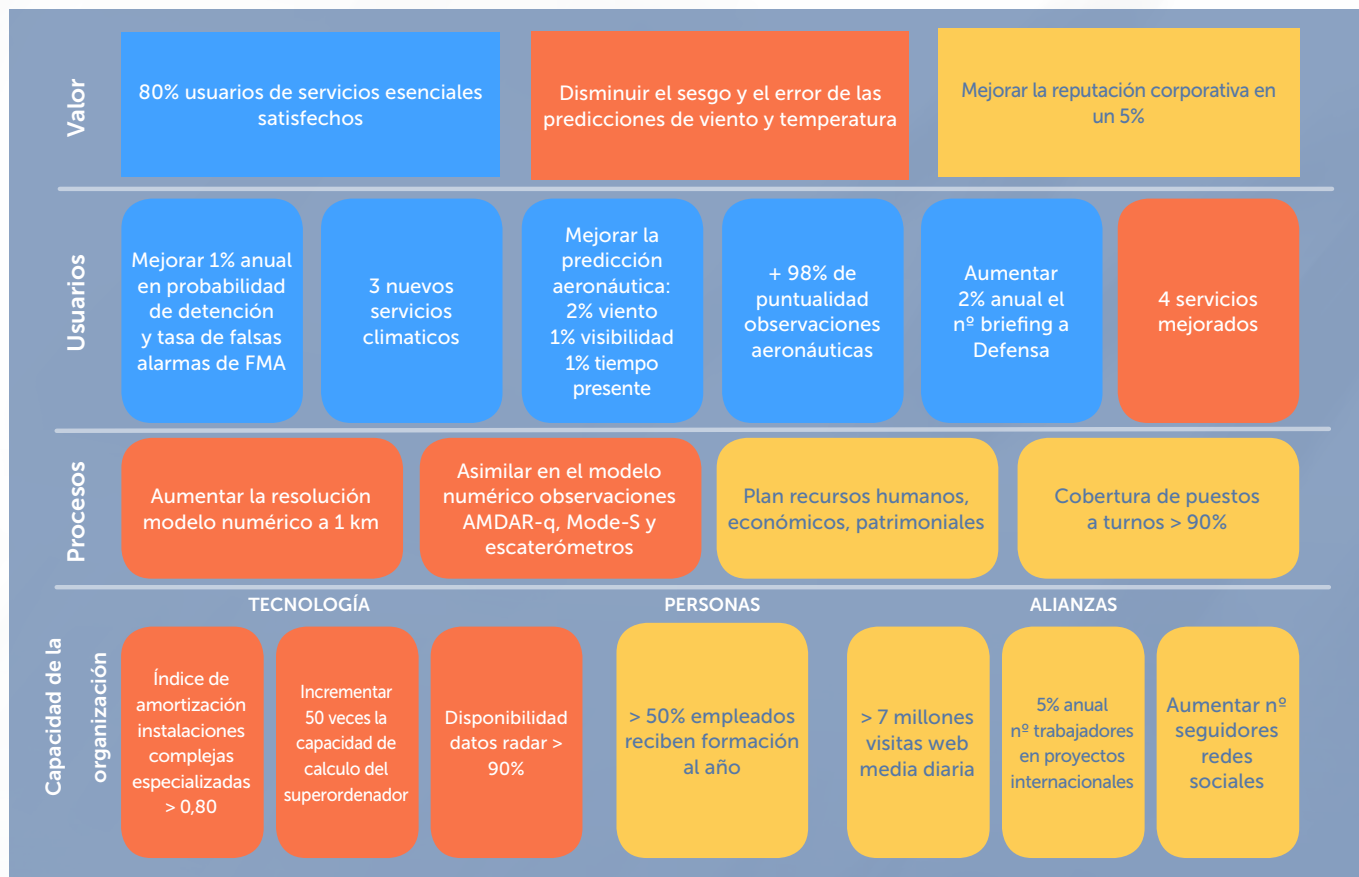 Valor
80% usuarios de servicios esenciales
satisfechos
Disminuir el sesgo y el error de las
predicciones de viento y temperatura
Mejorar la reputación corporativa en
un 5%
Usuarios
Mejorar 1% anual
en probabilidad
de detención
y tasa de falsas
alarmas de FMA
3 nuevos
servicios
climaticos
Mejorar la
predicción
aeronáutica:
2% viento
1% visibilidad
1% tiempo
presente
+ 98% de
puntualidad
observaciones
aeronáuticas
Aumentar
2% anual el
nº briefing a
Defensa
4 servicios
mejorados
Procesos
Aumentar la resolución
modelo numérico a 1 km
Asimilar en el modelo
numérico observaciones
AMDAR-q, Mode-S y
escaterómetros
Plan recursos humanos,
económicos, patrimoniales
Cobertura de puestos
a turnos > 90%
Capacidad de la
organización
TECNOLOGÍA
Índice de
amortización
instalaciones
complejas
especializadas
> 0,80
Incrementar
50 veces la
capacidad de
calculo del
superordenador
Disponibilidad
datos radar >
90%
PERSONAS
> 50% empleados
reciben formación
al año
ALIANZAS
> 7 millones
visitas web
media diaria
5% anual
nº trabajadores
en proyectos
internacionales
Aumentar nº
seguidores
redes
sociales